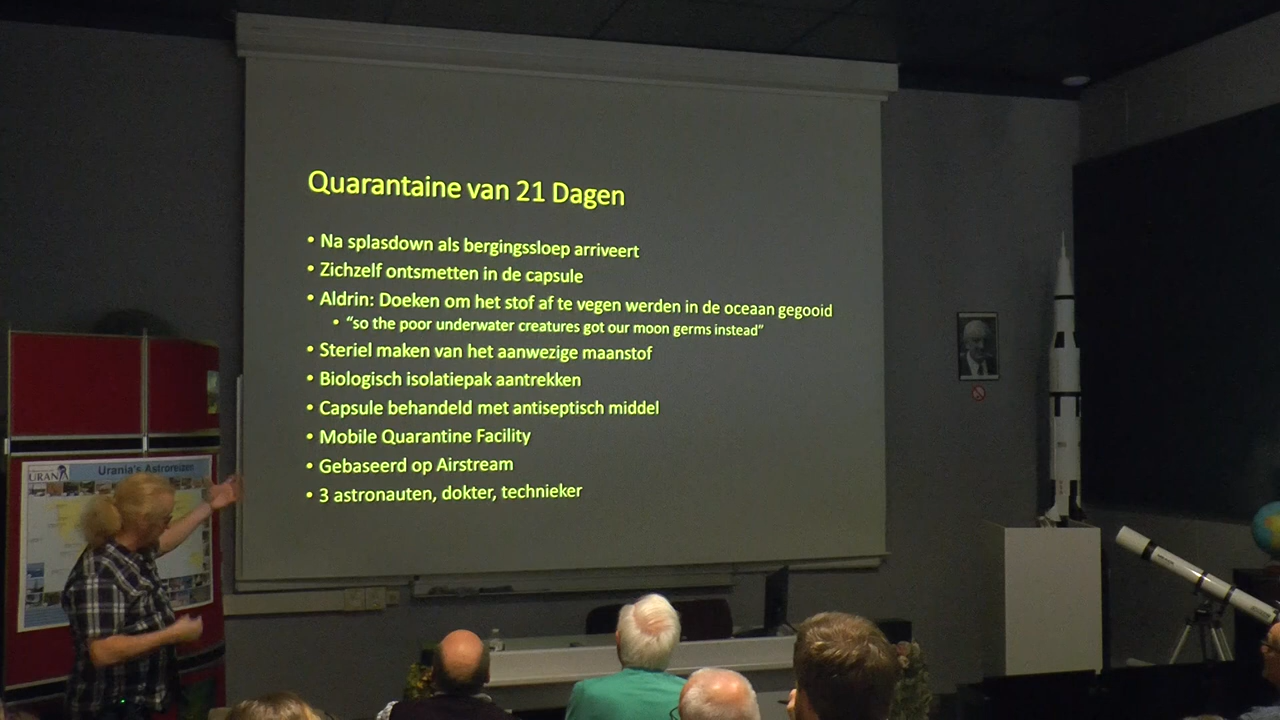 Quarantaine van 21 Dagen
• Na splasdown als bergingssloep arriveert
• Zichzelf ontsmetten in de capsule
• Aldrin: Doeken om het stof af te vegen werden in de oceaan gegooid
• “so the poor underwater creatures got our moon germs instead”
• Steriel maken van het aanwezige maanstof
• Biologisch isolatiepak aantrekken
• Capsule behandeld met antiseptisch middel
• Mobile Quarantine Facility
• Gebaseerd op Airstream
• 3 astronauten, dokter, technieker
URANIA
Urania's Astroreizen